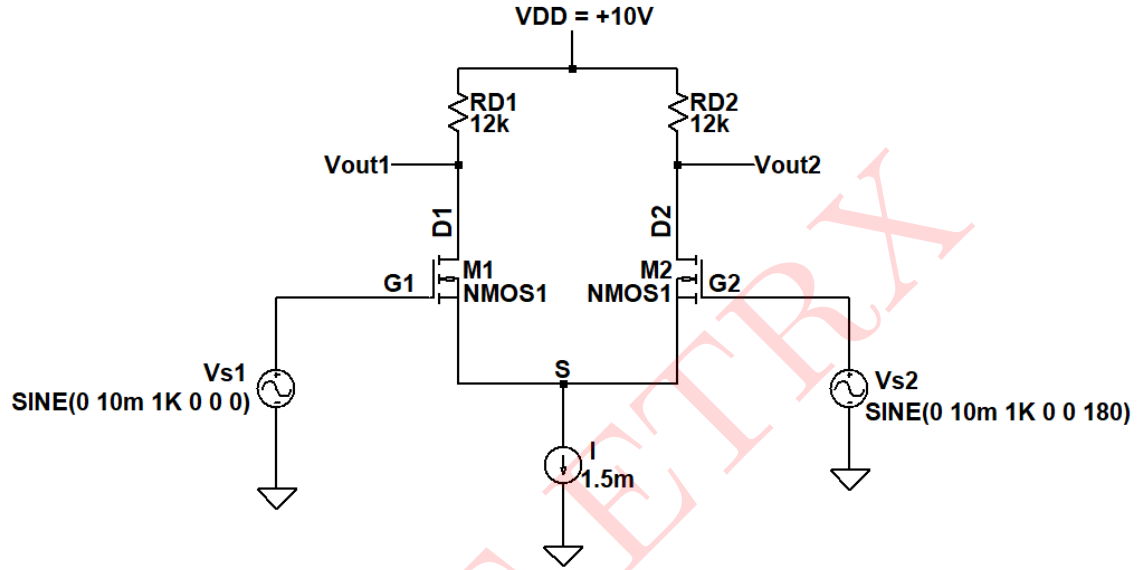 VDD = +10V
RD1
12k
RD2
12k
Vout1
Vout2
D1
D2
G1
M1
NMOS1
M2
NMOS1
G2
S
Vs1
SINE(0 10m 1K 0 0 0)
Vs2
SINE(0 10m 1K 0 0 180)
I
1.5m
ETRX